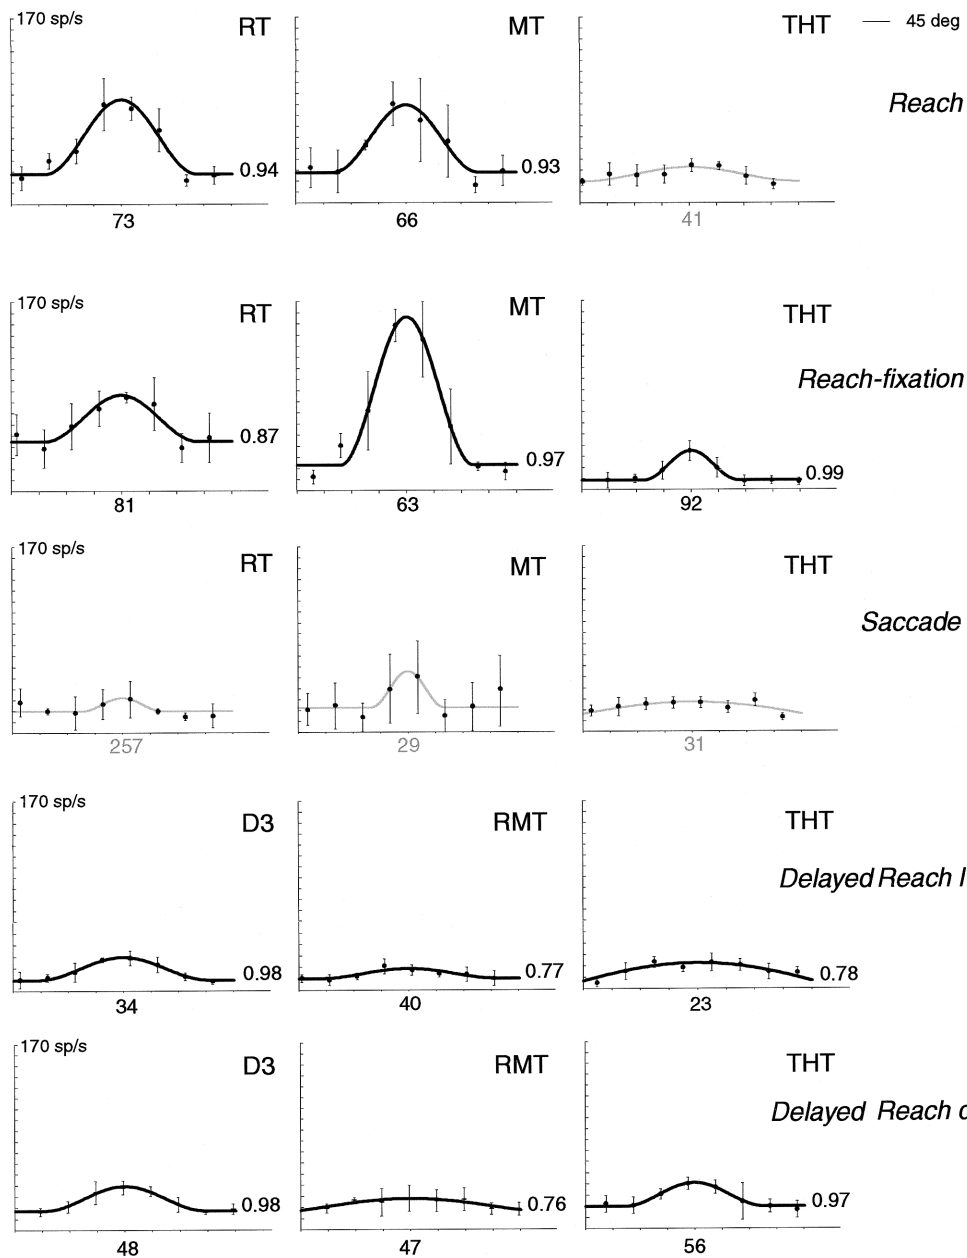 170 sp/s RT MT THT 45 deg
Reach
0.94 0.93
73 66 41
170 sp/s RT MT THT
Reach-fixation
0.87 0.97 0.99
81 63 92
170 sp/s RT MT THT
Saccade
257 29 31
170 sp/s D3 RMT THT
Delayed Reach l
0.98 0.77 0.78
34 40 23
170 sp/s D3 RMT THT
Delayed Reach
0.98 0.76 0.97
48 47 56